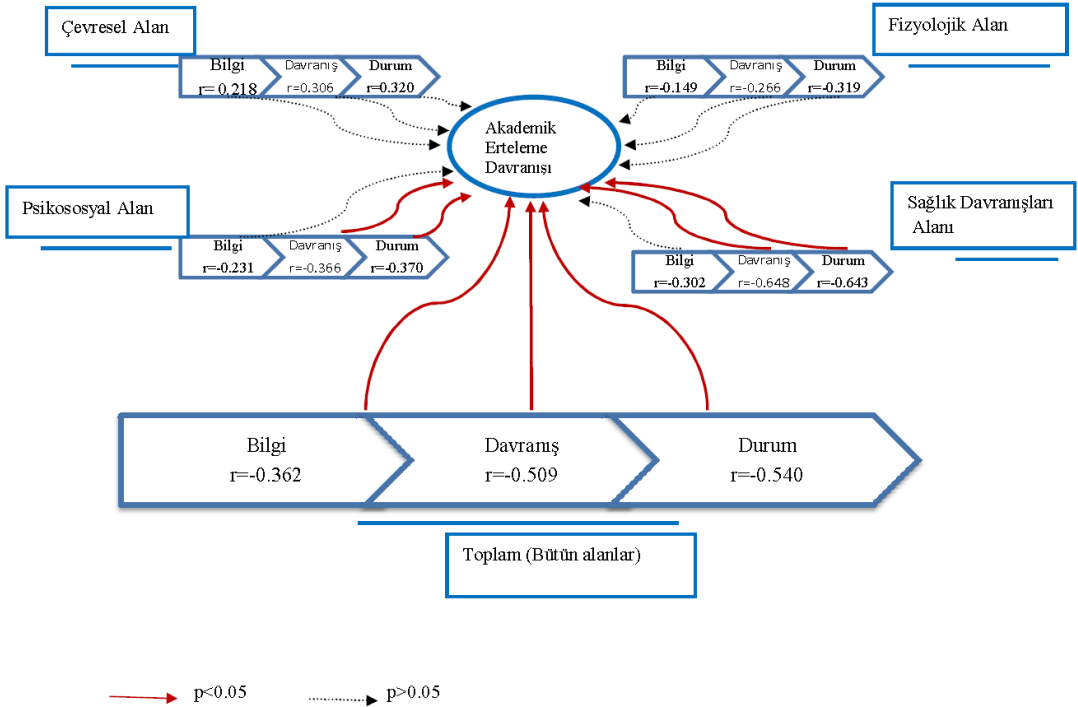 Çevresel Alan
Bilgi
r= 0.218
Davranış
r=0.306
Durum
r=0.320
Fizyolojik Alan
Bilgi
r=-0.149
Davranış
r=-0.266
Durum
r=-0.319
Akademik
Erteleme
Davranışı
Psikososyal Alan
Bilgi
r=-0.231
Davranış
r=-0.366
Durum
r=-0.370
Sağlık Davranışları
Alanı
Bilgi
r=-0.302
Davranış
r=-0.648
Durum
r=-0.643
Bilgi
r=-0.362
Davranış
r=-0.509
Durum
r=-0.540
Toplam (Bütün alanlar)
p<0.05
p>0.05